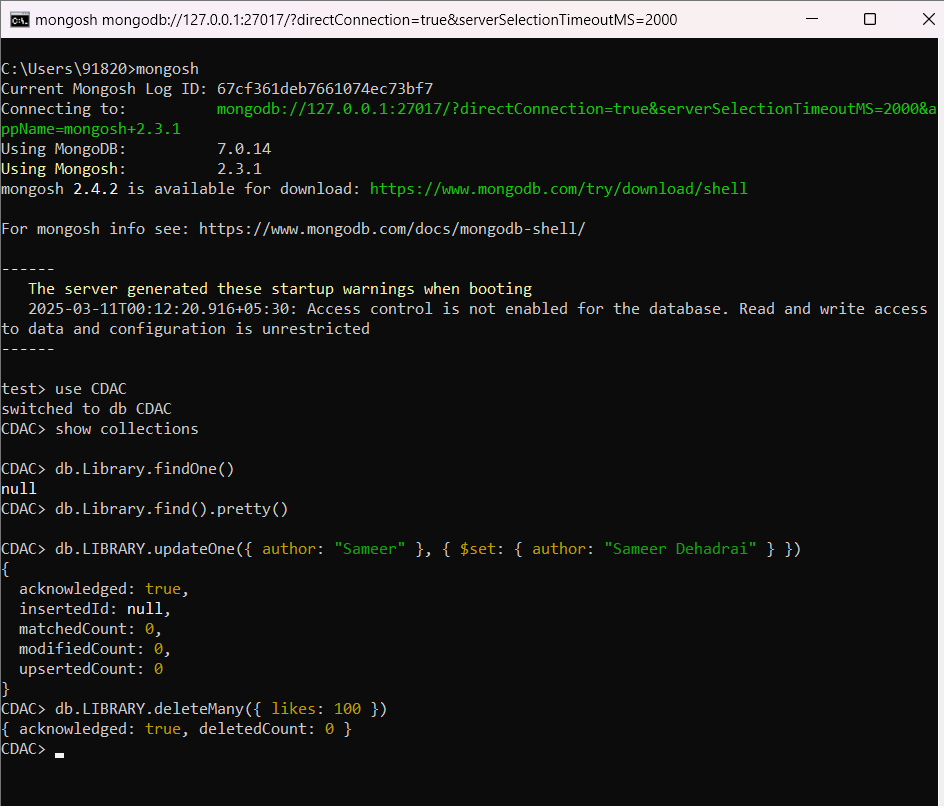 mongosh mongodb://127.0.0.1:27017/?directConnection=true&serverSelectionTimeoutMS=2000
C:\Users\91820>mongosh
Current Mongosh Log ID: 67cf361deb7661074ec73bf7
Connecting to:          mongodb://127.0.0.1:27017/?directConnection=true&serverSelectionTimeoutMS=2000&a
ppName=mongosh+2.3.1
Using MongoDB:          7.0.14
Using Mongosh:          2.3.1
mongosh 2.4.2 is available for download: https://www.mongodb.com/try/download/shell
For mongosh info see: https://www.mongodb.com/docs/mongodb-shell/
------
   The server generated these startup warnings when booting
   2025-03-11T00:12:20.916+05:30: Access control is not enabled for the database. Read and write access
to data and configuration is unrestricted
------
test> use CDAC
switched to db CDAC
CDAC> show collections
CDAC> db.Library.findOne()
null
CDAC> db.Library.find().pretty()
CDAC> db.LIBRARY.updateOne({ author: "Sameer" }, { $set: { author: "Sameer Dehadrai" } })
{
  acknowledged: true,
  insertedId: null,
  matchedCount: 0,
  modifiedCount: 0,
  upsertedCount: 0
}
CDAC> db.LIBRARY.deleteMany({ likes: 100 })
{ acknowledged: true, deletedCount: 0 }
CDAC>